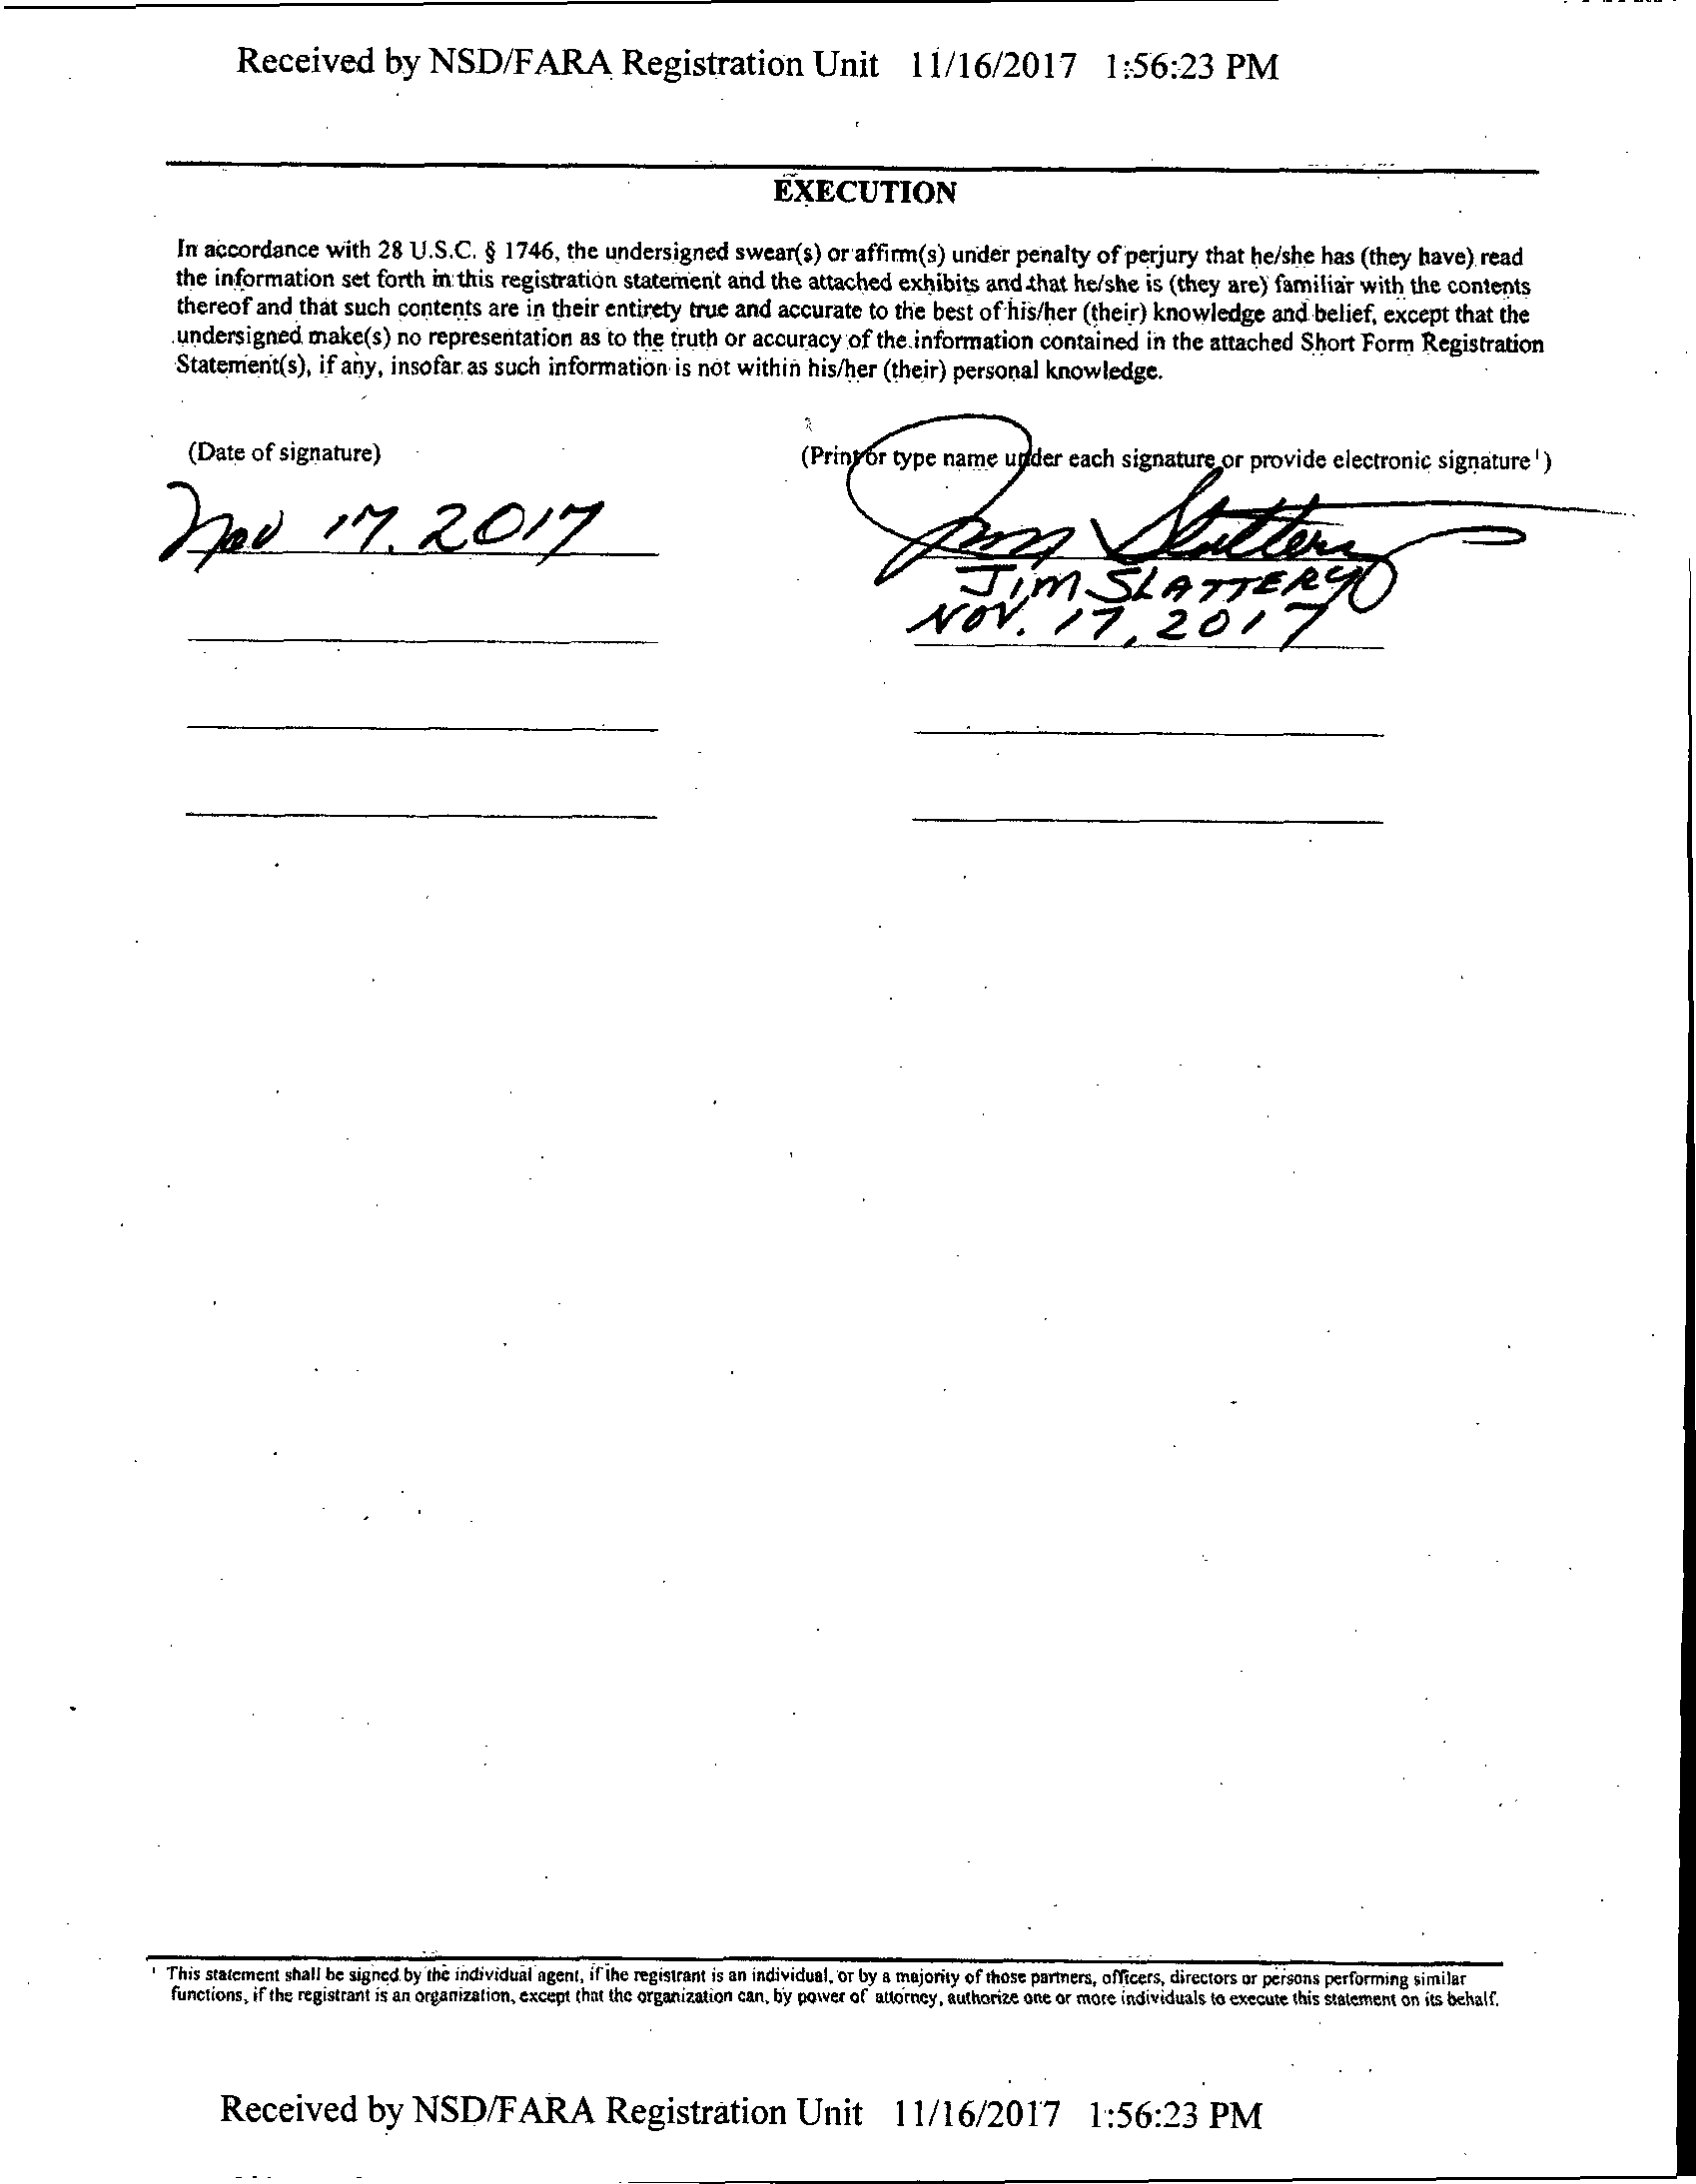 Received by NSD/FARA Registration Unit 11/16/2017 1:56:23 PM
EXECUTION
In accordance with 28 U.S.C. § 1746, the undersigned swear(s) or affirm(s) under penalty of perjury that he/she has (they have) read
the information set forth in this registration statement and the attached exhibits and that he/she is (they are) familiar with the contents
thereof and that such contents are in their entirety true and accurate to the best of his/her (their) knowledge and belief, except that the
undersigned make(s) no representation as to the truth or accuracy of the information contained in the attached Short Form Registration
Statement(s), if any, insofar as such information is not within his/her (their) personal knowledge.
(Date of signature)
(Print or type name under each signature or provide electronic signature¹)
Nov 17. 2017
Jim Slattery
JIM SLATTERY
NOV. 17, 2017
¹ This statement shall be signed by the individual agent, if the registrant is an individual, or by a majority of those partners, officers, directors or persons performing similar
functions, if the registrant is an organization, except that the organization can, by power of attorney, authorize one or more individuals to execute this statement on its behalf.
Received by NSD/FARA Registration Unit 11/16/2017 1:56:23 PM